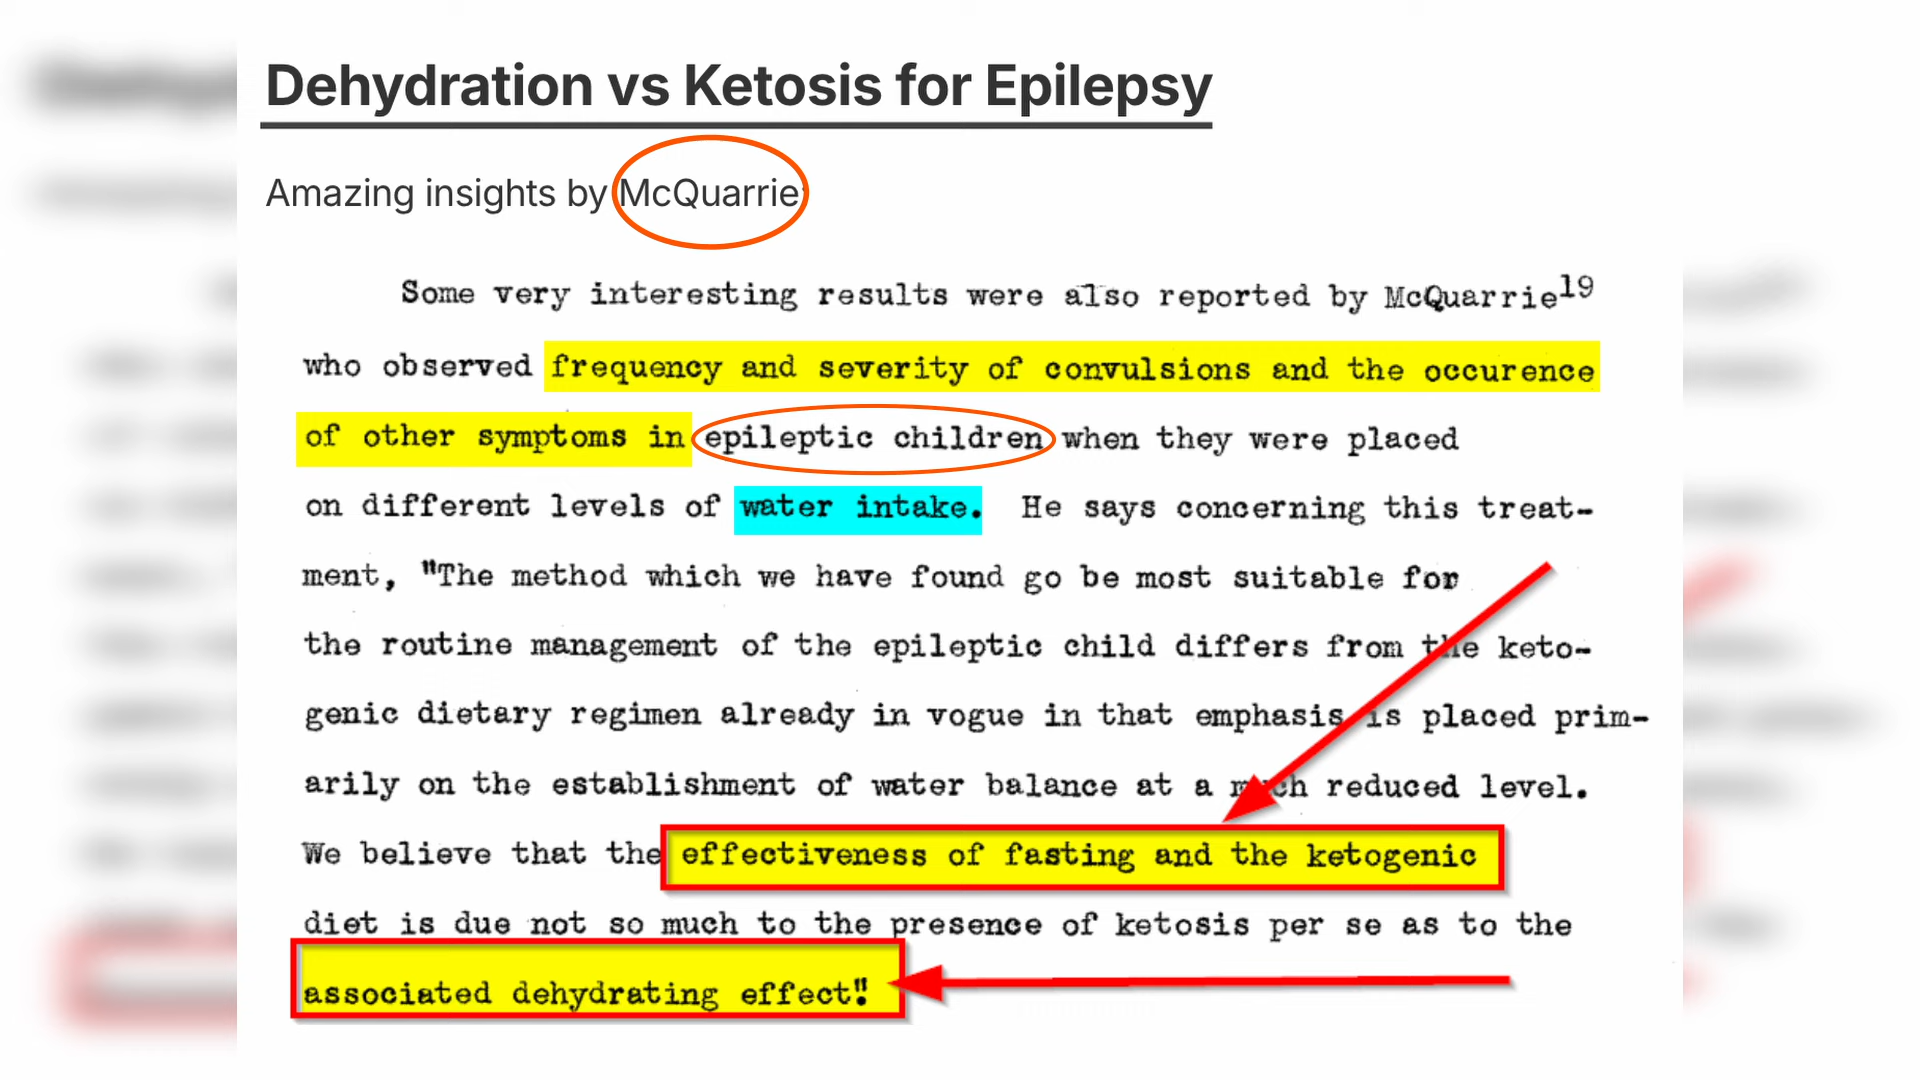 Dehydration vs Ketosis for Epilepsy
Amazing insights by McQuarrie
Some very interesting results were also reported by McQuarrie19
who observed frequency and severity of convulsions and the occurence
of other symptoms in epileptic children when they were placed
on different levels of water intake. He says concerning this treat-
ment, "The method which we have found go be most suitable for
the routine management of the epileptic child differs from the keto-
genic dietary regimen already in vogue in that emphasis is placed prim-
arily on the establishment of water balance at a much reduced level.
We believe that the effectiveness of fasting and the ketogenic
diet is due not so much to the presence of ketosis per se as to the
associated dehydrating effect"